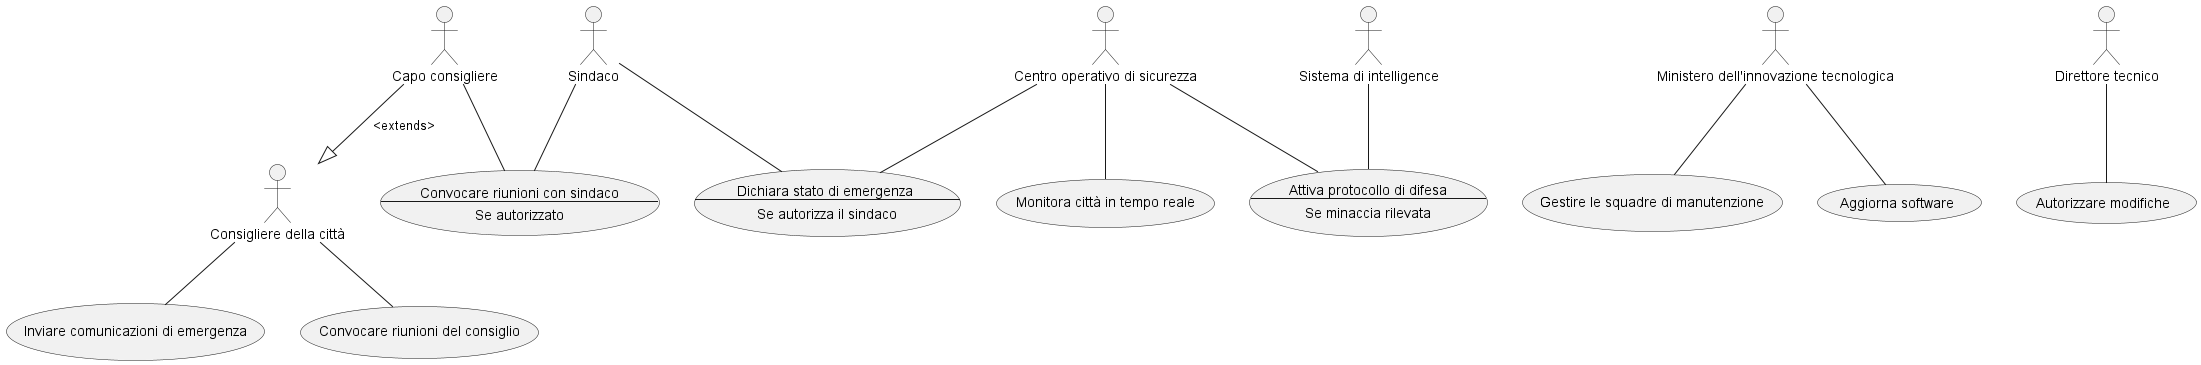 Capo consigliere
Sindaco
Centro operativo di sicurezza
Sistema di intelligence
Ministero dell'innovazione tecnologica
Direttore tecnico
<extends>
Convocare riunioni con sindaco
Se autorizzato
Dichiara stato di emergenza
Se autorizza il sindaco
Monitora città in tempo reale
Attiva protocollo di difesa
Se minaccia rilevata
Gestire le squadre di manutenzione
Aggiorna software
Autorizzare modifiche
Consigliere della città
Inviare comunicazioni di emergenza
Convocare riunioni del consiglio